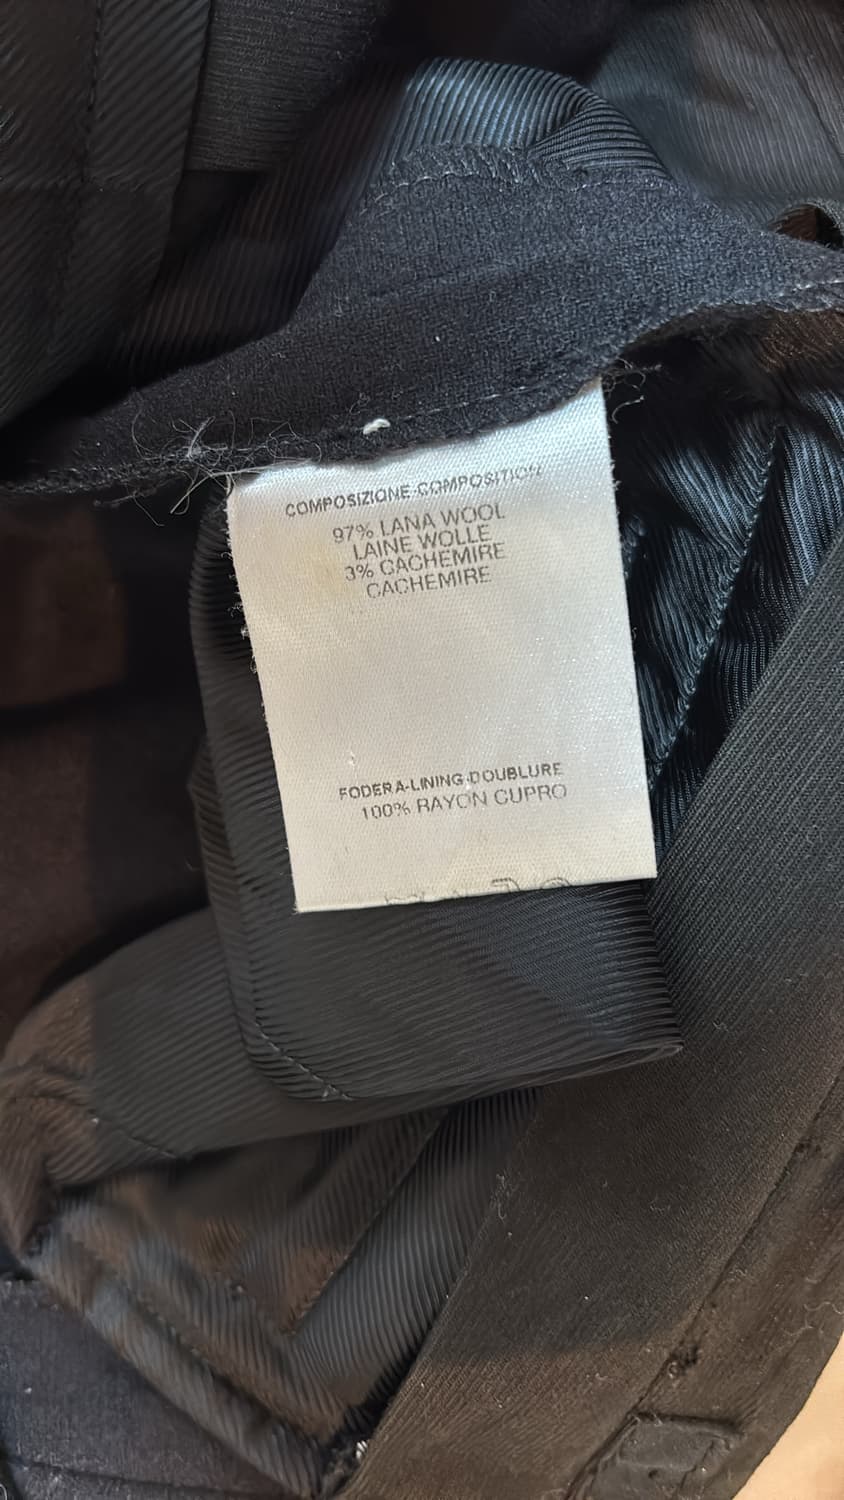 COMPOSIZIONE-COMPOSITION
97% LANA WOOL
LAINE WOLLE
3% CACHEMIRE
CACHEMIRE
FODERA-LINING-DOUBLURE
100% RAYON CUPRO